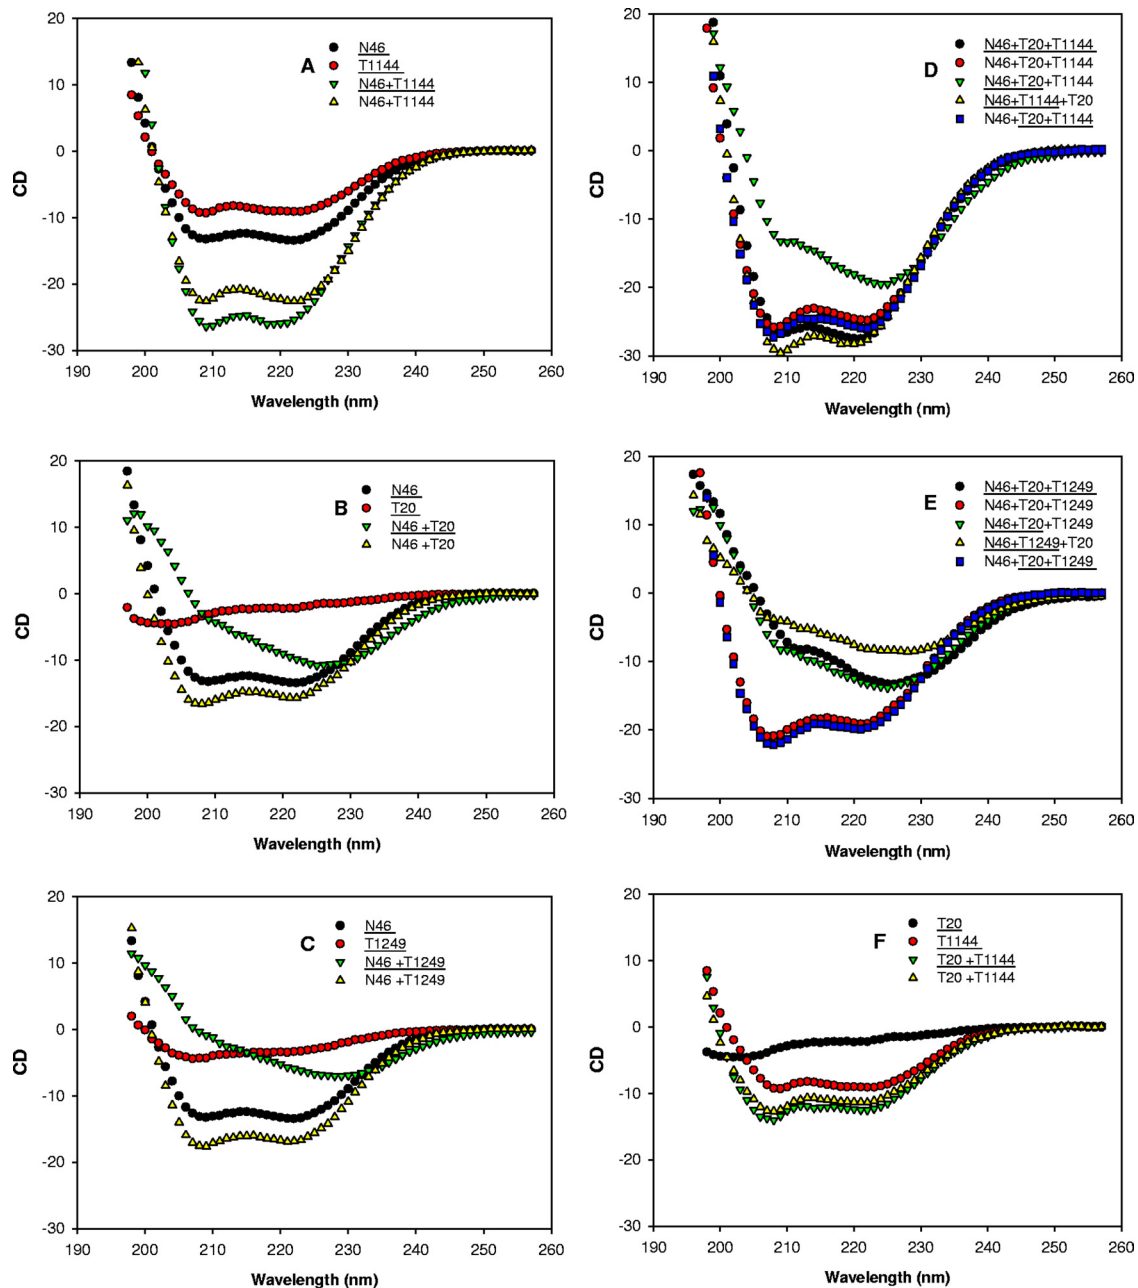 A
N46
T1144
N46+T1144
N46+T1144
CD
20
10
0
-10
-20
-30
190 200 210 220 230 240 250 260
Wavelength (nm)
D
N46+T20+T1144
N46+T20+T1144
N46+T20+T1144
N46+T1144+T20
N46+T20+T1144
CD
20
10
0
-10
-20
-30
190 200 210 220 230 240 250 260
Wavelength (nm)
B
N46
T20
N46 +T20
N46 +T20
CD
20
10
0
-10
-20
-30
190 200 210 220 230 240 250 260
Wavelength (nm)
E
N46+T20+T1249
N46+T20+T1249
N46+T20+T1249
N46+T1249+T20
N46+T20+T1249
CD
20
10
0
-10
-20
-30
190 200 210 220 230 240 250 260
Wavelength (nm)
C
N46
T1249
N46 +T1249
N46 +T1249
CD
20
10
0
-10
-20
-30
190 200 210 220 230 240 250 260
Wavelength (nm)
F
T20
T1144
T20 +T1144
T20 +T1144
CD
20
10
0
-10
-20
-30
190 200 210 220 230 240 250 260
Wavelength (nm)